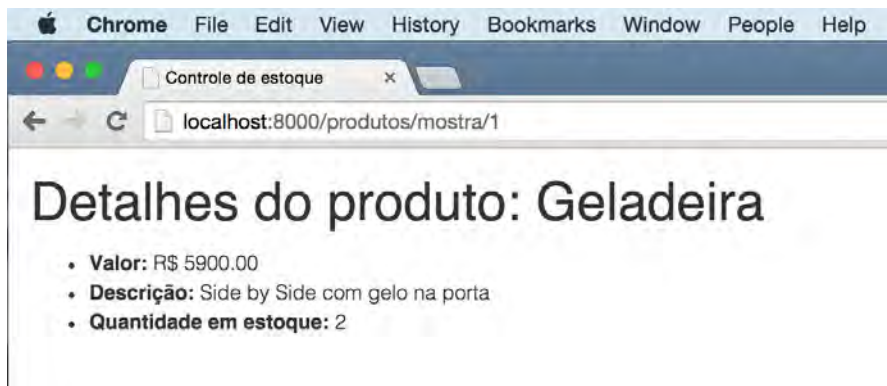 Chrome File Edit View History Bookmarks Window People Help
Controle de estoque ×
localhost:8000/produtos/mostra/1
Detalhes do produto: Geladeira
• Valor: R$ 5900.00
• Descrição: Side by Side com gelo na porta
• Quantidade em estoque: 2